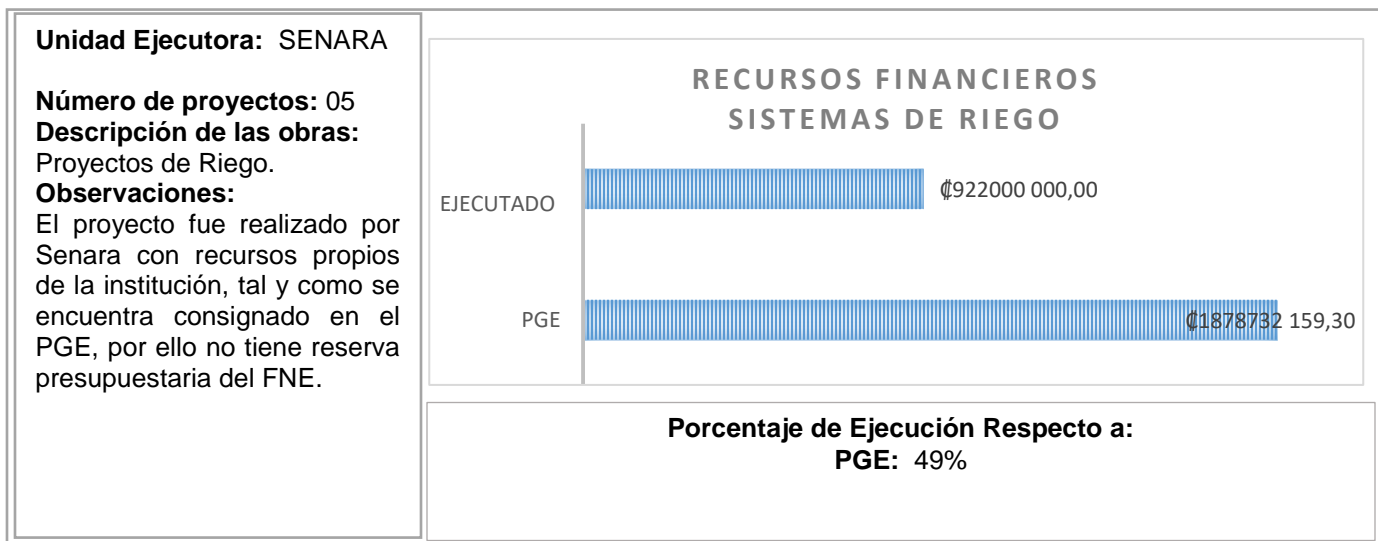 Unidad Ejecutora: SENARA
Número de proyectos: 05
Descripción de las obras:
Proyectos de Riego.
Observaciones:
El proyecto fue realizado por
Senara con recursos propios
de la institución, tal y como se
encuentra consignado en el
PGE, por ello no tiene reserva
presupuestaria del FNE.
RECURSOS FINANCIEROS
SISTEMAS DE RIEGO
EJECUTADO
₡922000 000,00
PGE
₡1878732 159,30
Porcentaje de Ejecución Respecto a:
PGE: 49%